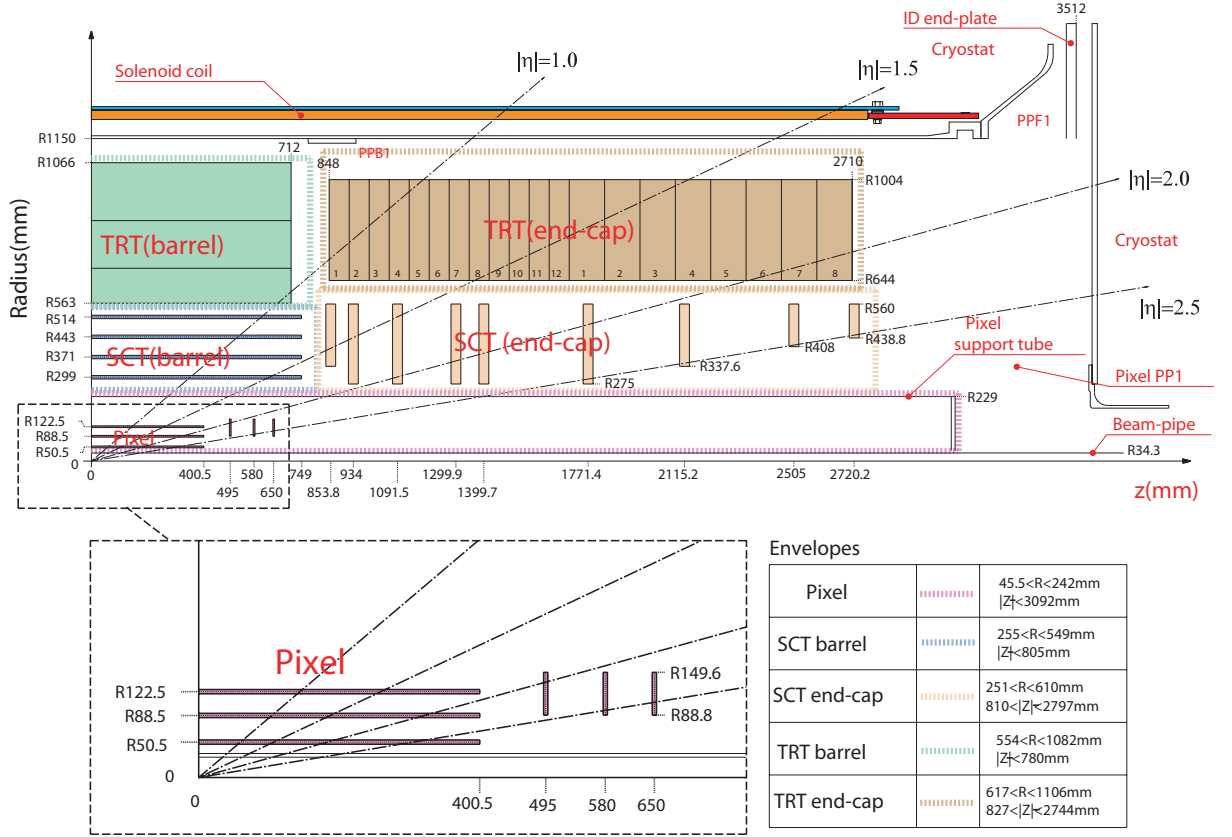 3512
ID end-plate
Cryostat
|η|=1.0
|η|=1.5
Solenoid coil
PPF1
R1150
712
PPB1
R1066
848
2710
R1004
|η|=2.0
TRT(barrel)
TRT(end-cap)
Cryostat
Radius(mm)
1 2 3 4 5 6 7 8 9 10 11 12 1 2 3 4 5 6 7 8
R644
R563
R560
|η|=2.5
R514
R443
SCT(barrel)
SCT (end-cap)
R438.8
R408
Pixel
support tube
R371
R337.6
R299
R275
Pixel PP1
R229
R122.5
R88.5
Pixel
R50.5
Beam-pipe
R34.3
0
0
400.5
580
749
934
1299.9
1771.4
2115.2
2505
2720.2
495
650
853.8
1091.5
1399.7
z(mm)
Pixel
R149.6
R122.5
R88.5
R88.8
R50.5
0
0
400.5
495
580
650
Envelopes
Pixel
45.5<R<242mm
|Z|<3092mm
SCT barrel
255<R<549mm
|Z|<805mm
SCT end-cap
251<R<610mm
810<|Z|<2797mm
TRT barrel
554<R<1082mm
|Z|<780mm
TRT end-cap
617<R<1106mm
827<|Z|<2744mm